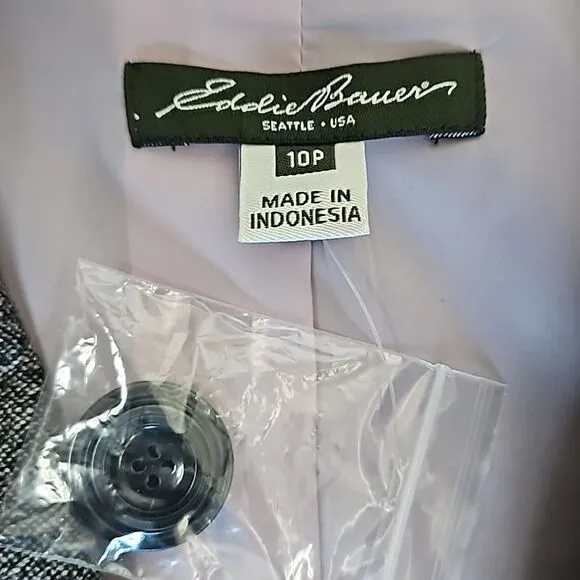 Eddie Bauer
SEATTLE • USA
10P
MADE IN
INDONESIA